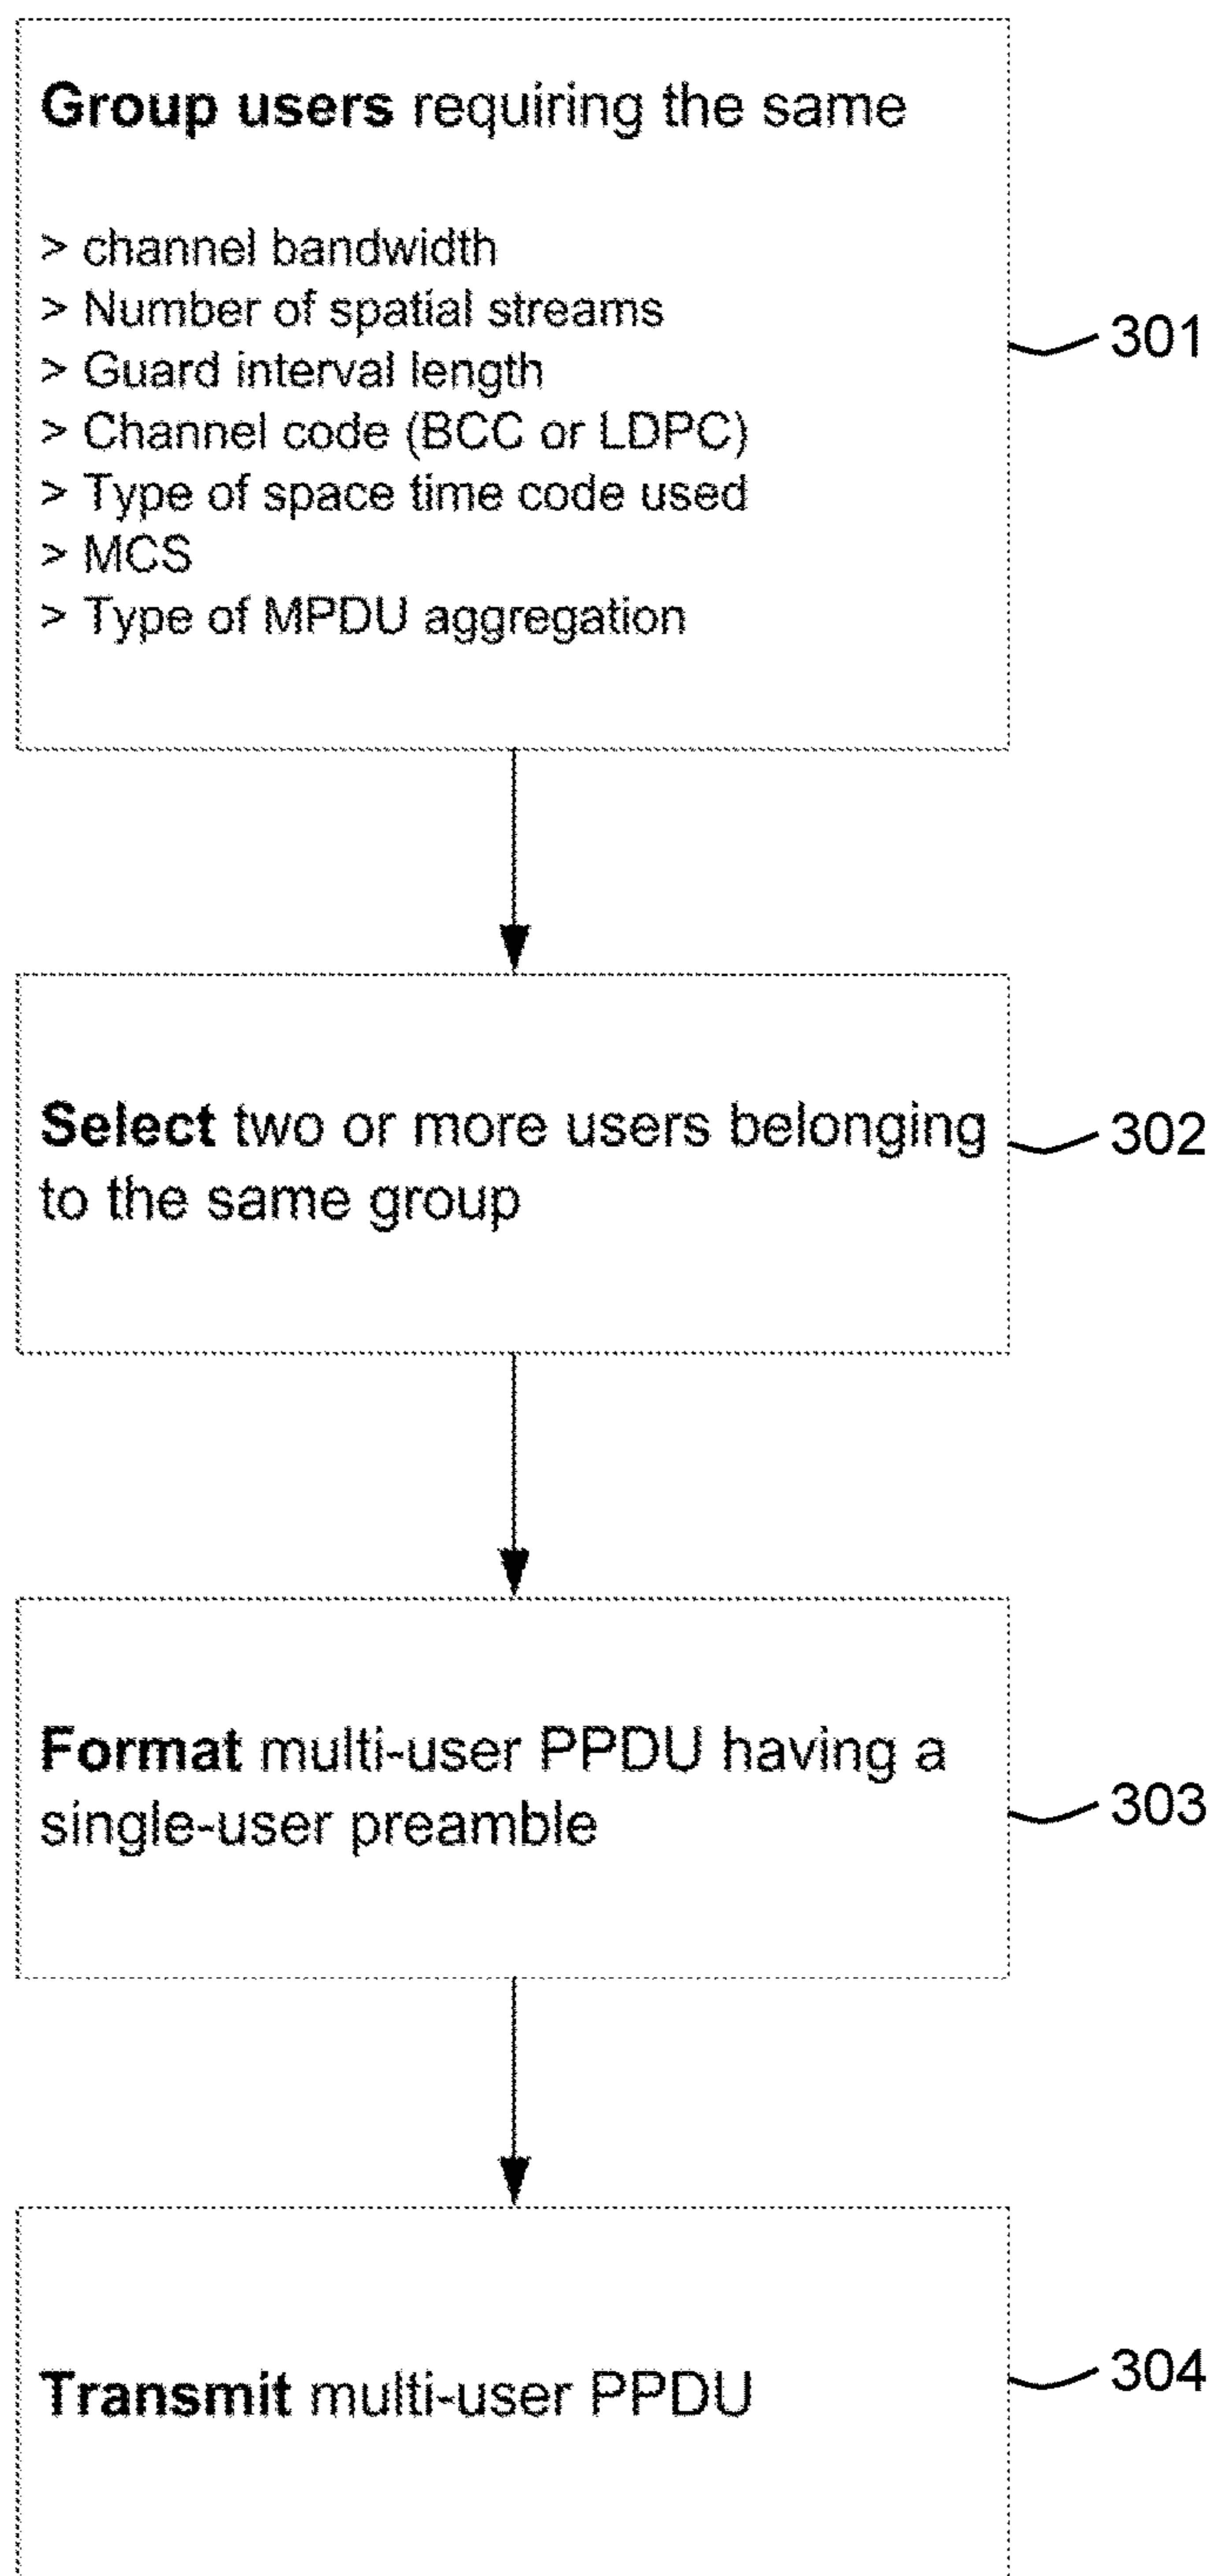 Group users requiring the same
> channel bandwidth
> Number of spatial streams
> Guard interval length
> Channel code (BCC or LDPC)
> Type of space time code used
> MCS
> Type of MPDU aggregation
301
Select two or more users belonging
to the same group
302
Format multi-user PPDU having a
single-user preamble
303
Transmit multi-user PPDU
304